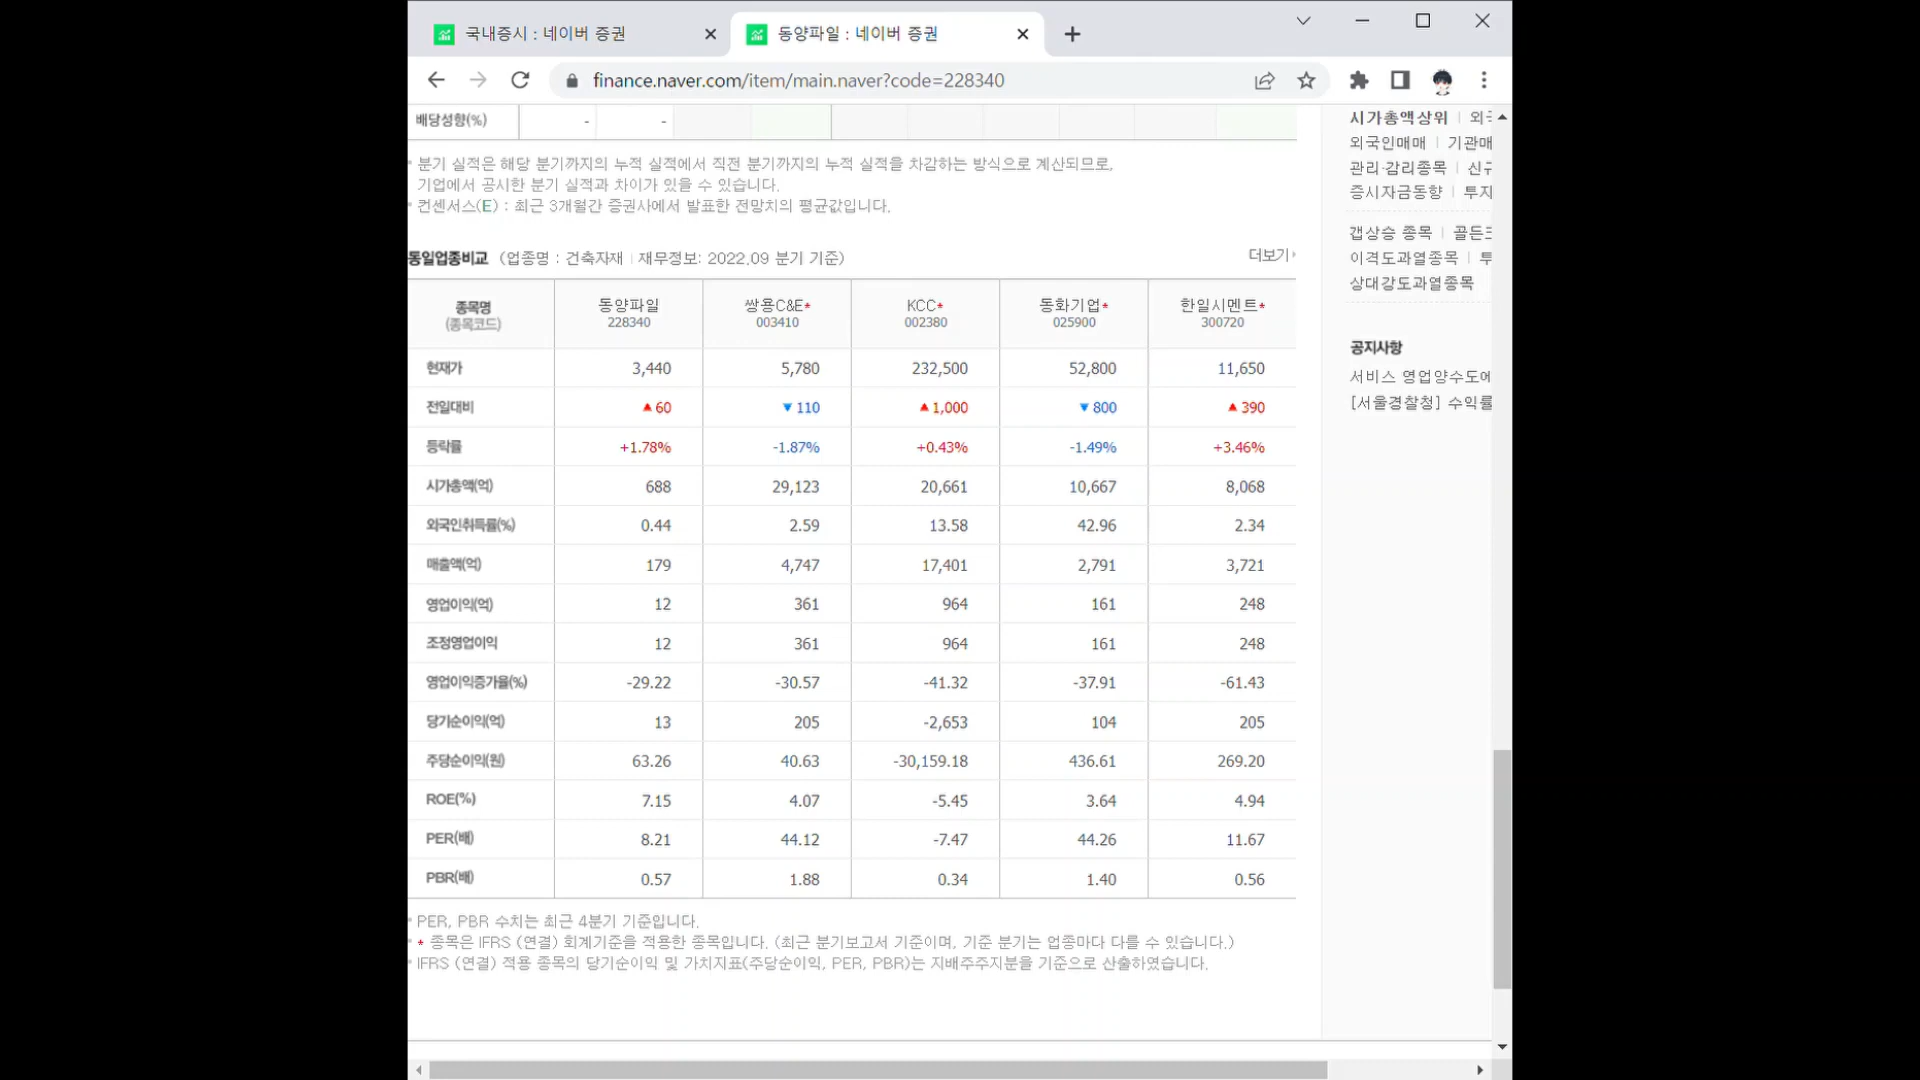 국내증시 : 네이버 증권
동양파일 : 네이버 증권
finance.naver.com/item/main.naver?code=228340
배당성향(%) - -
분기 실적은 해당 분기까지의 누적 실적에서 직전 분기까지의 누적 실적을 차감하는 방식으로 계산되므로,
기업에서 공시한 분기 실적과 차이가 있을 수 있습니다.
컨센서스(E) : 최근 3개월간 증권사에서 발표한 전망치의 평균값입니다.
동일업종비교 (업종명 : 건축자재 | 재무정보: 2022.09 분기 기준)
더보기
종목명 동양파일 쌍용C&E* KCC* 동화기업* 한일시멘트*
(종목코드) 228340 003410 002380 025900 300720
현재가 3,440 5,780 232,500 52,800 11,650
전일대비 ▲60 ▼110 ▲1,000 ▼800 ▲390
등락률 +1.78% -1.87% +0.43% -1.49% +3.46%
시가총액(억) 688 29,123 20,661 10,667 8,068
외국인취득률(%) 0.44 2.59 13.58 42.96 2.34
매출액(억) 179 4,747 17,401 2,791 3,721
영업이익(억) 12 361 964 161 248
조정영업이익 12 361 964 161 248
영업이익증가율(%) -29.22 -30.57 -41.32 -37.91 -61.43
당기순이익(억) 13 205 -2,653 104 205
주당순이익(원) 63.26 40.63 -30,159.18 436.61 269.20
ROE(%) 7.15 4.07 -5.45 3.64 4.94
PER(배) 8.21 44.12 -7.47 44.26 11.67
PBR(배) 0.57 1.88 0.34 1.40 0.56
PER, PBR 수치는 최근 4분기 기준입니다.
* 종목은 IFRS (연결) 회계기준을 적용한 종목입니다. (최근 분기보고서 기준이며, 기준 분기는 업종마다 다를 수 있습니다.)
IFRS (연결) 적용 종목의 당기순이익 및 가치지표(주당순이익, PER, PBR)는 지배주주지분을 기준으로 산출하였습니다.
시가총액상위 |
외국인매매 | 기관매
관리·감리종목 | 신규
증시자금동향 | 투자
갭상승 종목 | 골든
이격도과열종목 | 투
상대강도과열종목
공지사항
서비스 영업양수도에
[서울경찰청] 수익률